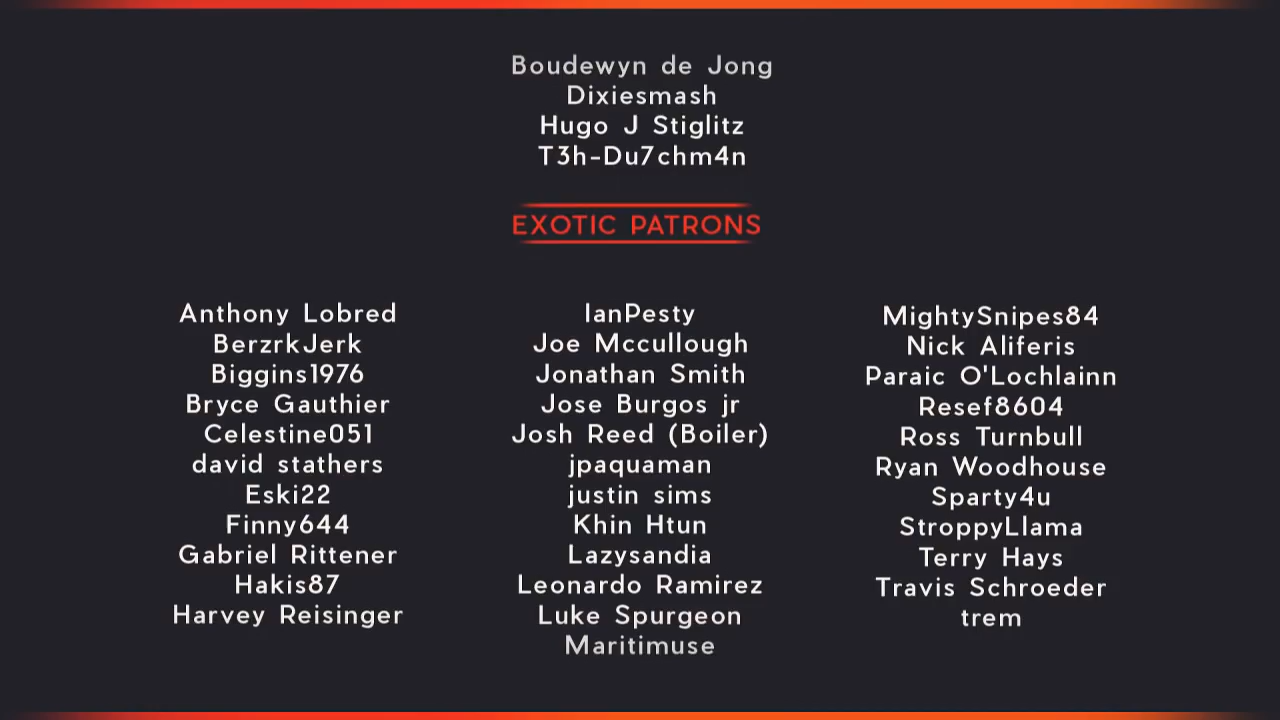 Boudewyn de Jong
Dixiesmash
Hugo J Stiglitz
T3h-Du7chm4n
EXOTIC PATRONS
Anthony Lobred
BerzrkJerk
Biggins1976
Bryce Gauthier
Celestine051
david stathers
Eski22
Finny644
Gabriel Rittener
Hakis87
Harvey Reisinger
IanPesty
Joe Mccullough
Jonathan Smith
Jose Burgos jr
Josh Reed (Boiler)
jpaquaman
justin sims
Khin Htun
Lazysandia
Leonardo Ramirez
Luke Spurgeon
Maritimuse
MightySnipes84
Nick Aliferis
Paraic O'Lochlainn
Resef8604
Ross Turnbull
Ryan Woodhouse
Sparty4u
StroppyLlama
Terry Hays
Travis Schroeder
trem